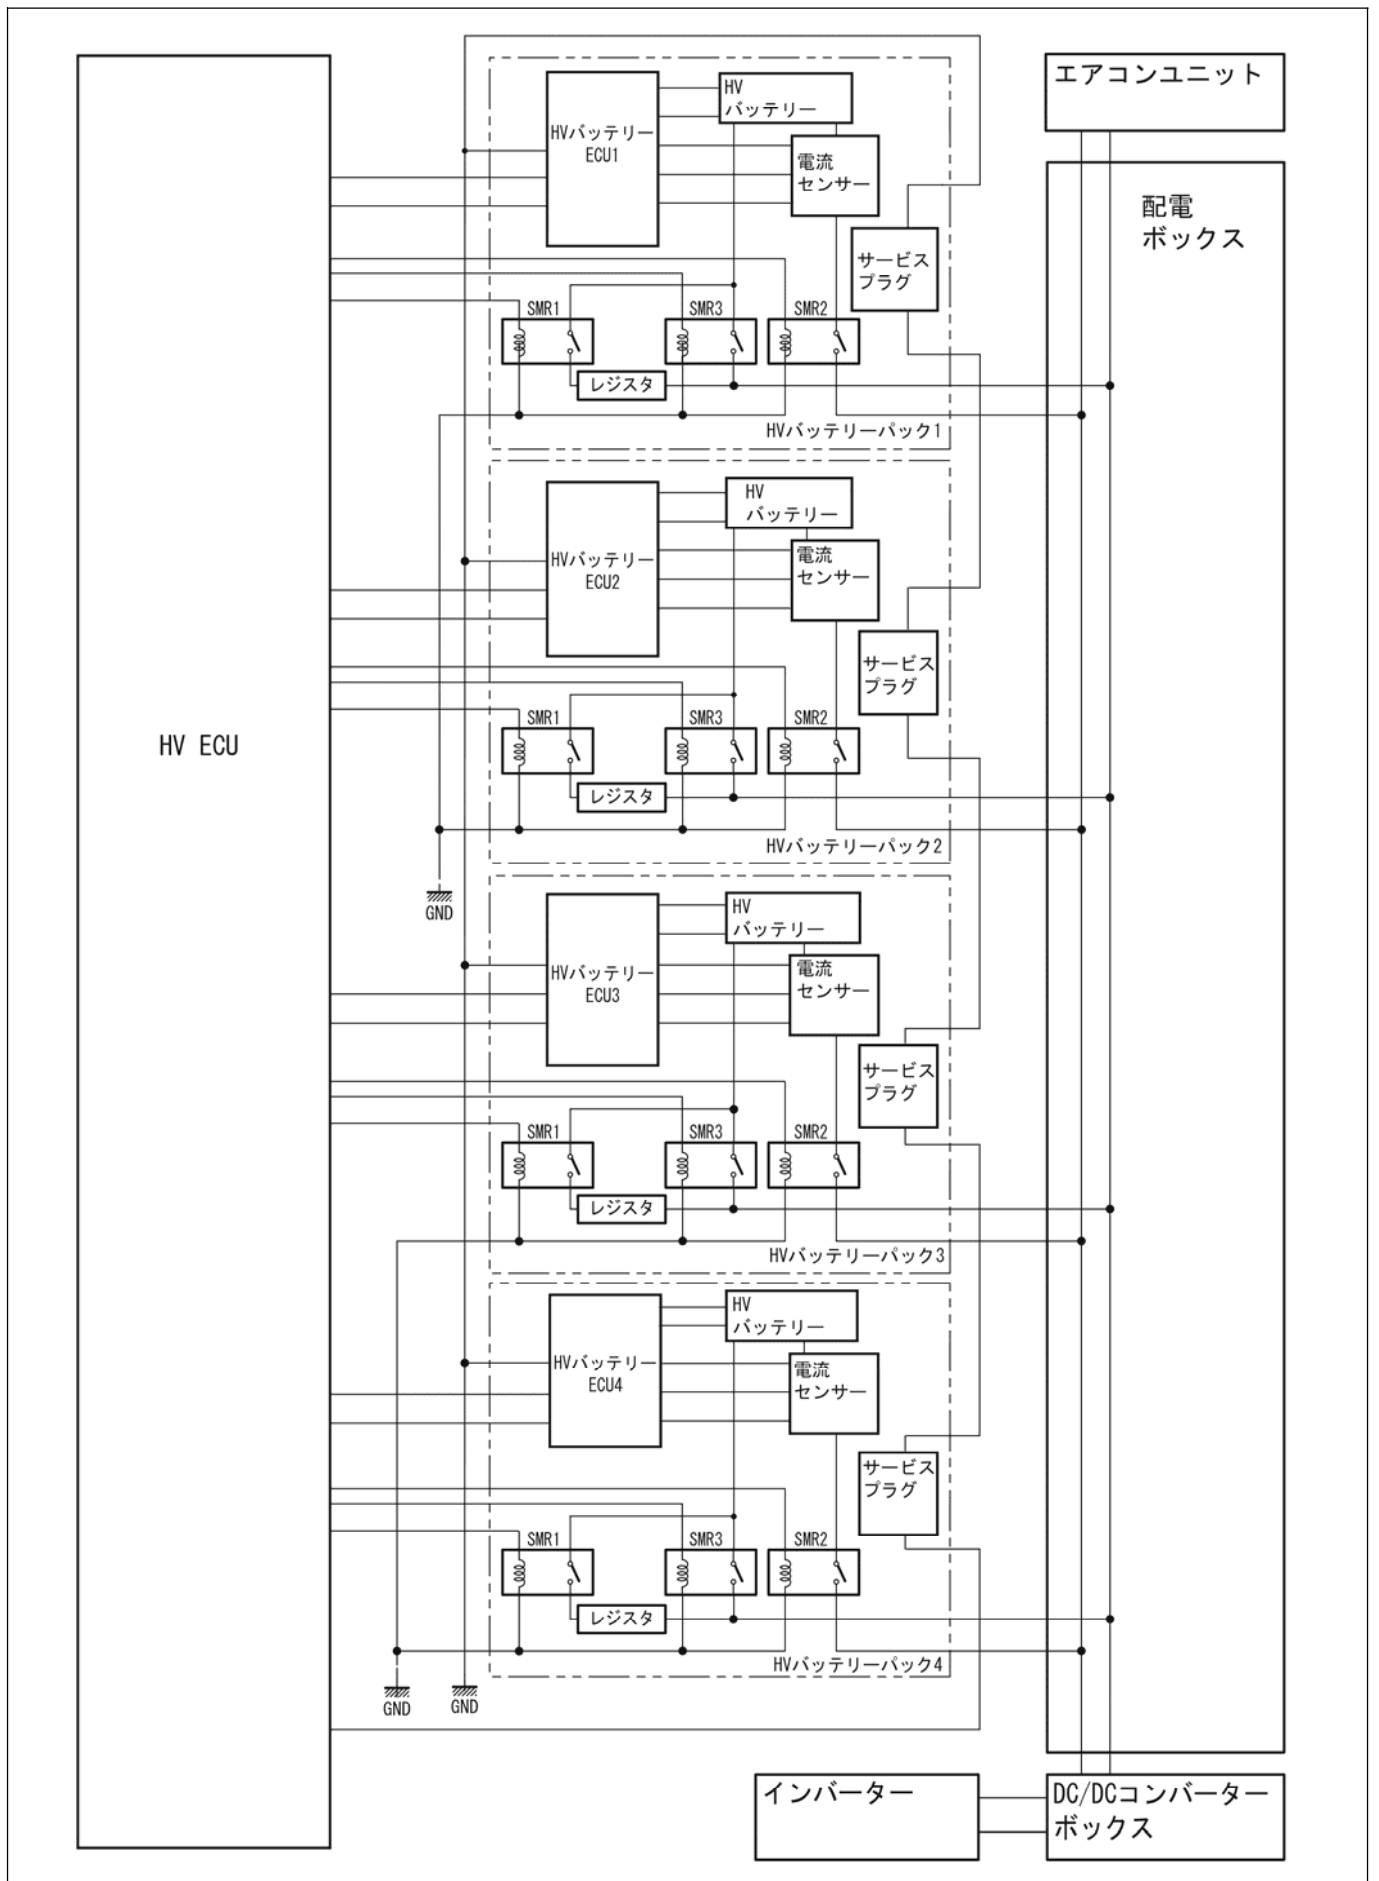 HV ECU
HVバッテリー
ECU1
HV
バッテリー
電流
センサー
サービス
プラグ
SMR1
SMR3
SMR2
レジスタ
HVバッテリーパック1
HVバッテリー
ECU2
HV
バッテリー
電流
センサー
サービス
プラグ
SMR1
SMR3
SMR2
レジスタ
HVバッテリーパック2
GND
HVバッテリー
ECU3
HV
バッテリー
電流
センサー
サービス
プラグ
SMR1
SMR3
SMR2
レジスタ
HVバッテリーパック3
HVバッテリー
ECU4
HV
バッテリー
電流
センサー
サービス
プラグ
SMR1
SMR3
SMR2
レジスタ
HVバッテリーパック4
GND
GND
エアコンユニット
配電
ボックス
インバーター
DC/DCコンバーター
ボックス